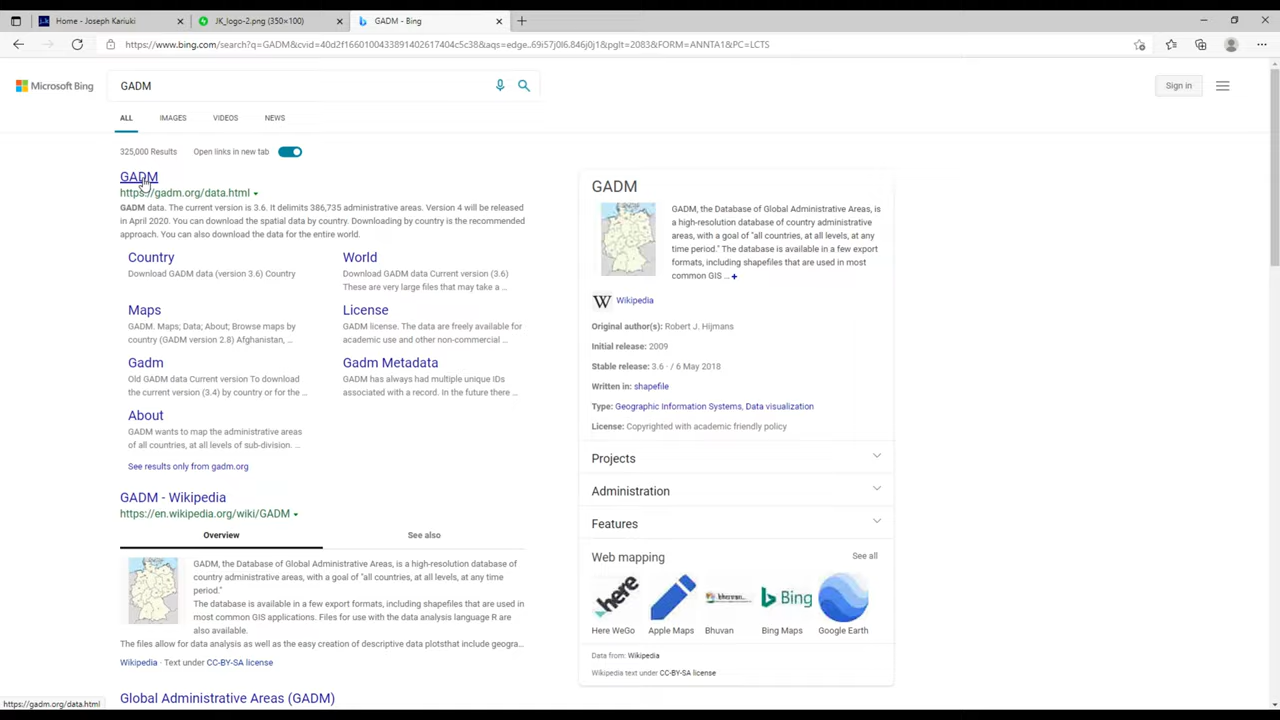 Home - Joseph Kariuki
JK_logo-2.png (350×100)
GADM - Bing
https://www.bing.com/search?q=GADM&cvid=40d2f166010043389140261740​4c5c38&aqs=edge..69i57j0l6.846j0j1&pglt=2083&FORM=ANNTA1&PC=LCTS
Microsoft Bing
GADM
Sign in
ALL
IMAGES
VIDEOS
NEWS
325,000 Results
Open links in new tab
GADM
https://gadm.org/data.html
GADM data. The current version is 3.6. It delimits 386,735 administrative areas. Version 4 will be released
in April 2020. You can download the spatial data by country. Downloading by country is the recommended
approach. You can also download the data for the entire world.
Country
Download GADM data (version 3.6) Country
World
Download GADM data Current version (3.6)
These are very large files that may take a ...
Maps
GADM. Maps; Data; About; Browse maps by
country (GADM version 2.8) Afghanistan, ...
License
GADM license. The data are freely available for
academic use and other non-commercial ...
Gadm
Old GADM data Current version To download
the current version (3.4) by country or for the ...
Gadm Metadata
GADM has always had multiple unique IDs
associated with a record. In the future there ...
About
GADM wants to map the administrative areas
of all countries, at all levels of sub-division. ...
See results only from gadm.org
GADM - Wikipedia
https://en.wikipedia.org/wiki/GADM
Overview
See also
GADM, the Database of Global Administrative Areas, is a high-resolution database of
country administrative areas, with a goal of "all countries, at all levels, at any time
period."
The database is available in a few export formats, including shapefiles that are used in
most common GIS applications. Files for use with the data analysis language R are
also available.
The files allow for data analysis as well as the easy creation of descriptive data plotsthat include geogra...
Wikipedia · Text under CC-BY-SA license
Global Administrative Areas (GADM)
GADM
GADM, the Database of Global Administrative Areas, is
a high-resolution database of country administrative
areas, with a goal of "all countries, at all levels, at any
time period." The database is available in a few export
formats, including shapefiles that are used in most
common GIS ... +
Wikipedia
Original author(s): Robert J. Hijmans
Initial release: 2009
Stable release: 3.6 · / 6 May 2018
Written in: shapefile
Type: Geographic Information Systems, Data visualization
License: Copyrighted with academic friendly policy
Projects
Administration
Features
Web mapping
See all
here
bhuvan
Bing
Here WeGo
Apple Maps
Bhuvan
Bing Maps
Google Earth
Data from: Wikipedia
Wikipedia text under CC-BY-SA license
https://gadm.org/data.html